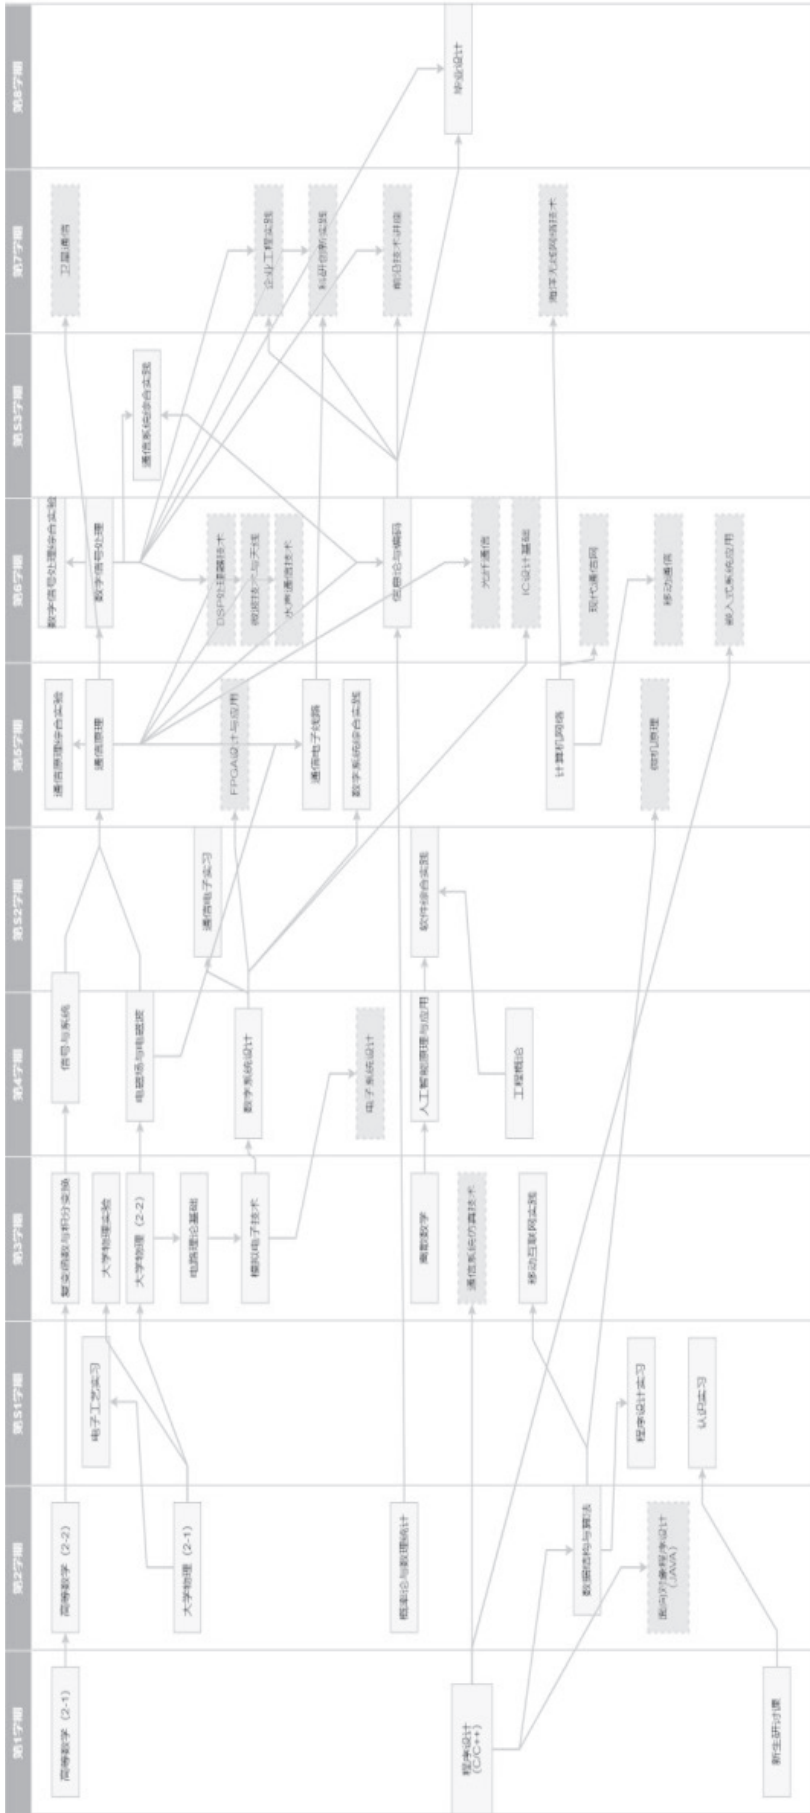 第1学期
高等数学（2-1）
程序设计
（C/C++）
新生研讨课
第2学期
高等数学（2-2）
大学物理（2-1）
概率论与数理统计
数据结构与算法
面向对象程序设计
（JAVA）
第S1学期
电子工艺实习
程序设计实习
认识实习
第3学期
复变函数与积分变换
大学物理实验
大学物理（2-2）
电路理论基础
模拟电子技术
离散数学
通信系统仿真技术
移动互联网实践
第4学期
信号与系统
电磁场与电磁波
数字系统设计
电子系统设计
人工智能原理与应用
工程概论
第S2学期
通信电子实习
软件综合实践
第5学期
通信原理综合实验
通信原理
FPGA设计与应用
通信电子线路
数字系统综合实践
计算机网络
微机原理
第6学期
数字信号处理综合实验
数字信号处理
DSP处理器技术
微波技术与天线
水声通信技术
信息论与编码
光纤通信
IC设计基础
现代通信网
移动通信
嵌入式系统应用
第S3学期
通信系统综合实践
第7学期
卫星通信
企业工程实践
科研创新实践
前沿技术讲座
海洋无线网络技术
第8学期
毕业设计